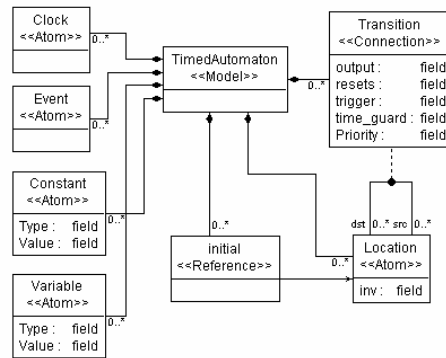 Clock
<<Atom>>
0..*
Event
<<Atom>>
0..*
Constant
<<Atom>>
Type : field
Value : field
0..*
Variable
<<Atom>>
Type : field
Value : field
0..*
TimedAutomaton
<<Model>>
0..*
Transition
<<Connection>>
output : field
resets : field
trigger : field
time_guard : field
Priority : field
dst 0..* src 0..*
0..*
initial
<<Reference>>
0..*
Location
<<Atom>>
inv : field